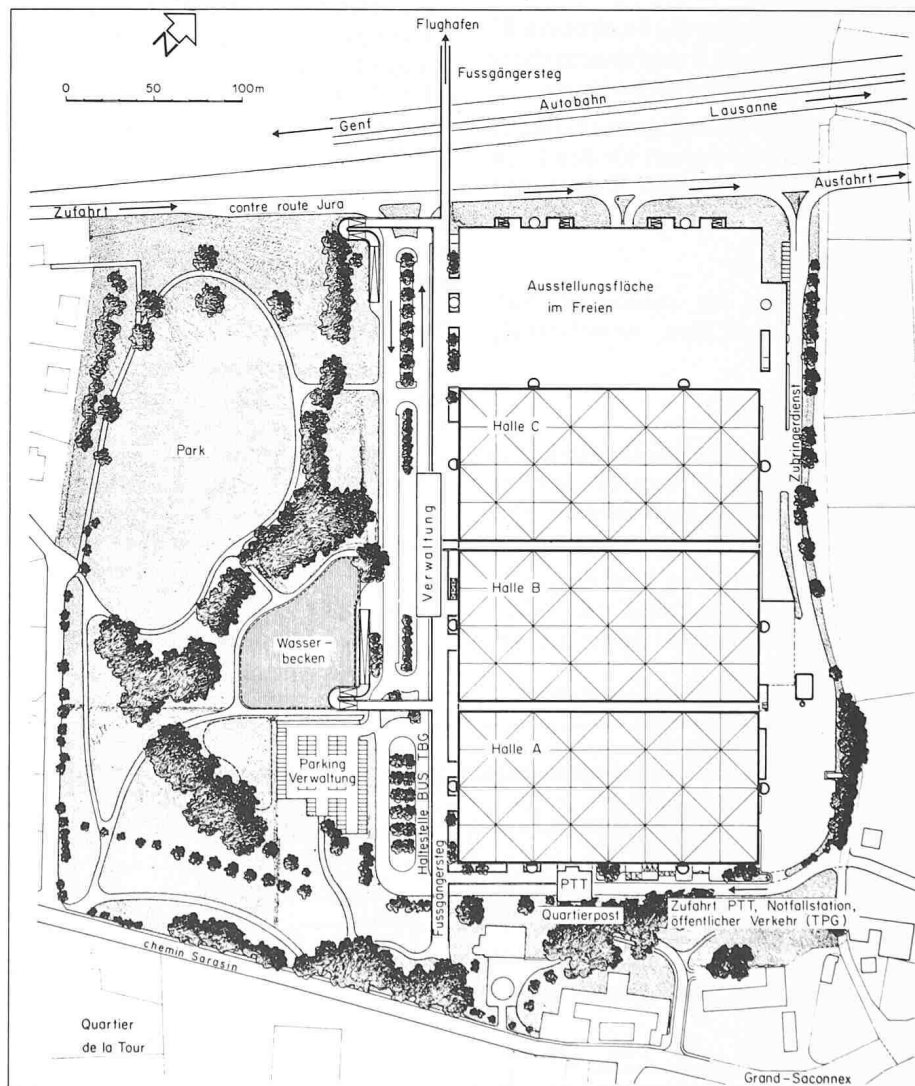 Flughafen
N
Fussgängersteg
0 50 100m
Autobahn
Lausanne
Genf
Ausfahrt
Zufahrt
contre route Jura
Ausstellungsfläche
im Freien
Zubringerdienst
Halle C
Park
Verwaltung
Halle B
Wasser-
becken
Halle A
Parking
Verwaltung
Haltestelle BUS TBG
Fussgängersteg
PTT
Quartierpost
Zufahrt PTT, Notfallstation,
öffentlicher Verkehr (TPG)
chemin Sarasin
Quartier
de la Tour
Grand-Saconnex